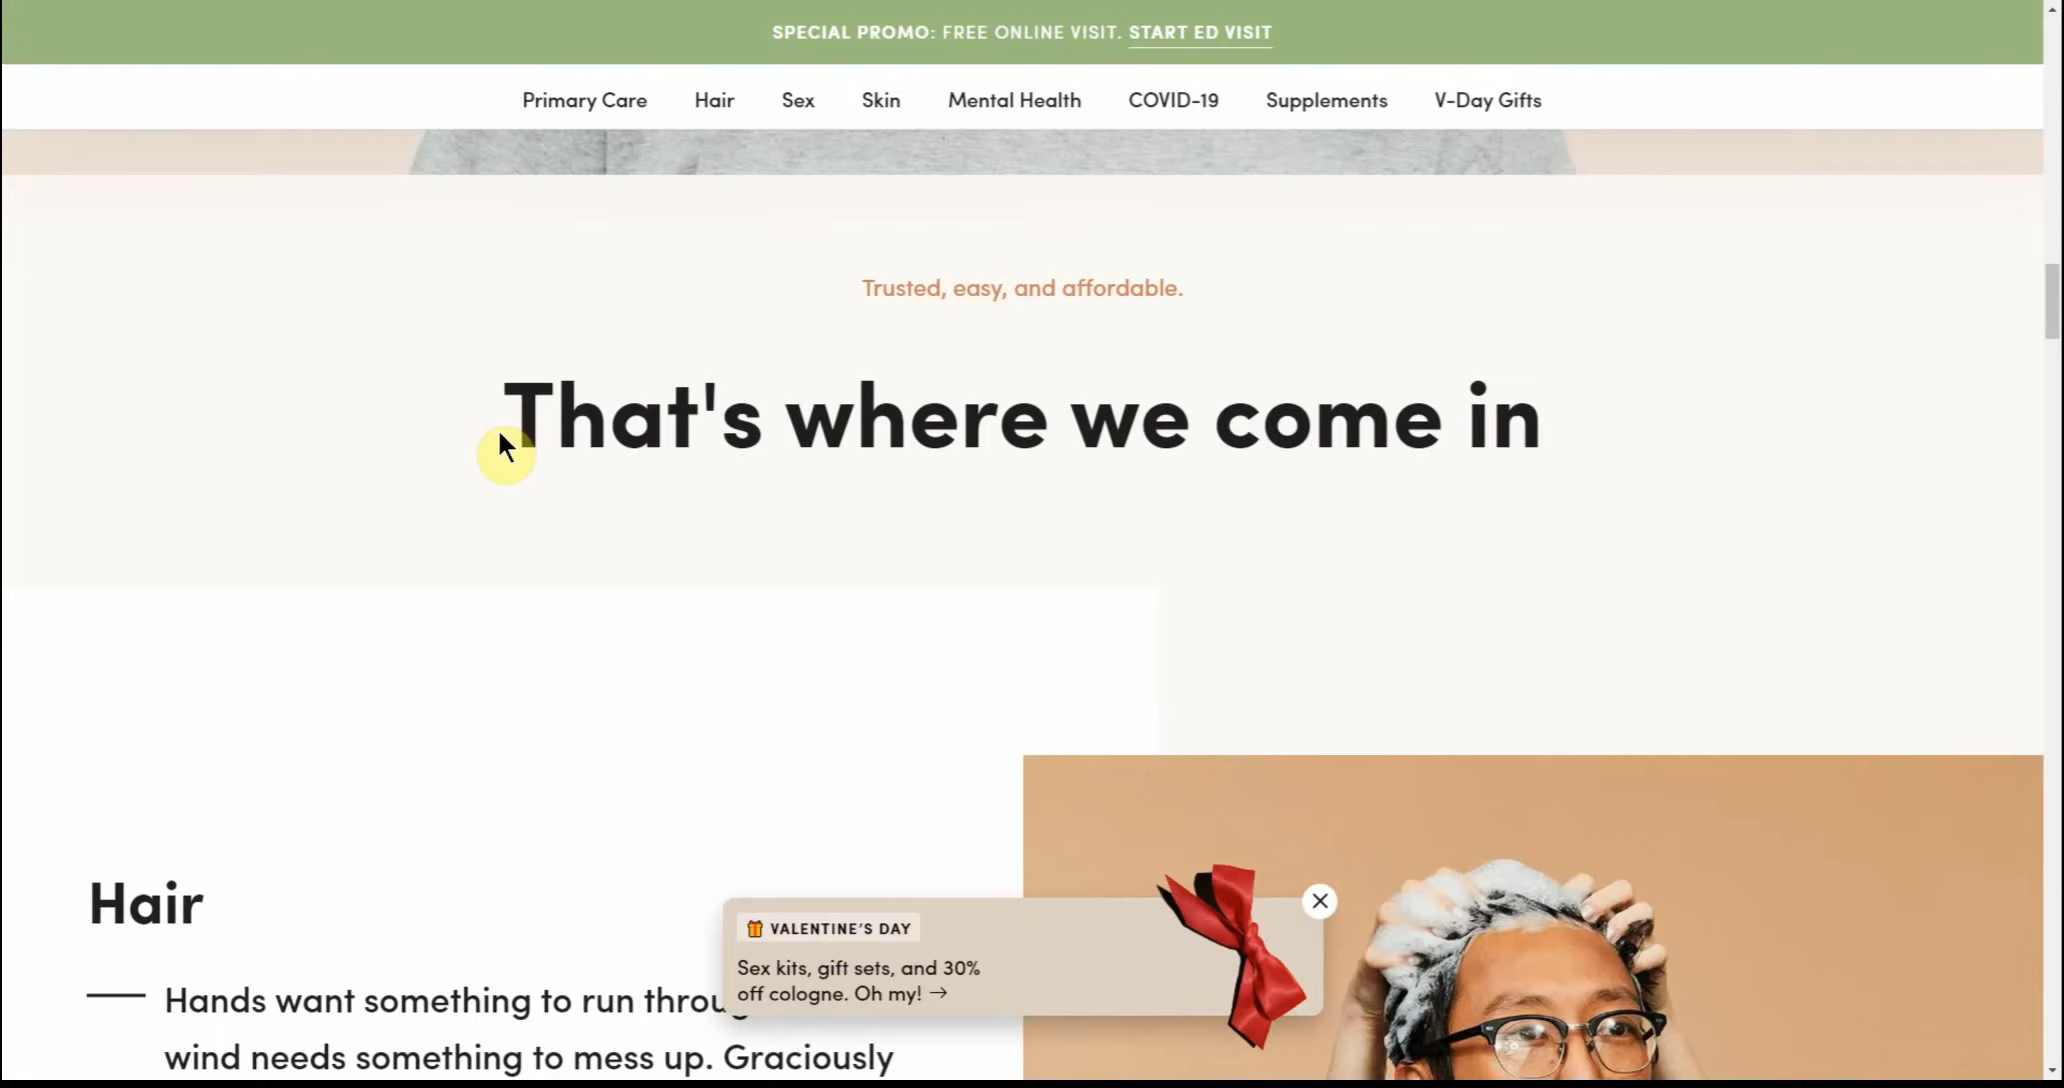 SPECIAL PROMO: FREE ONLINE VISIT. START ED VISIT
Primary Care Hair Sex Skin Mental Health COVID-19 Supplements V-Day Gifts
Trusted, easy, and affordable.
That's where we come in
Hair
Hands want something to run
wind needs something to mess up. Graciously
VALENTINE'S DAY
Sex kits, gift sets, and 30%
off cologne. Oh my! →